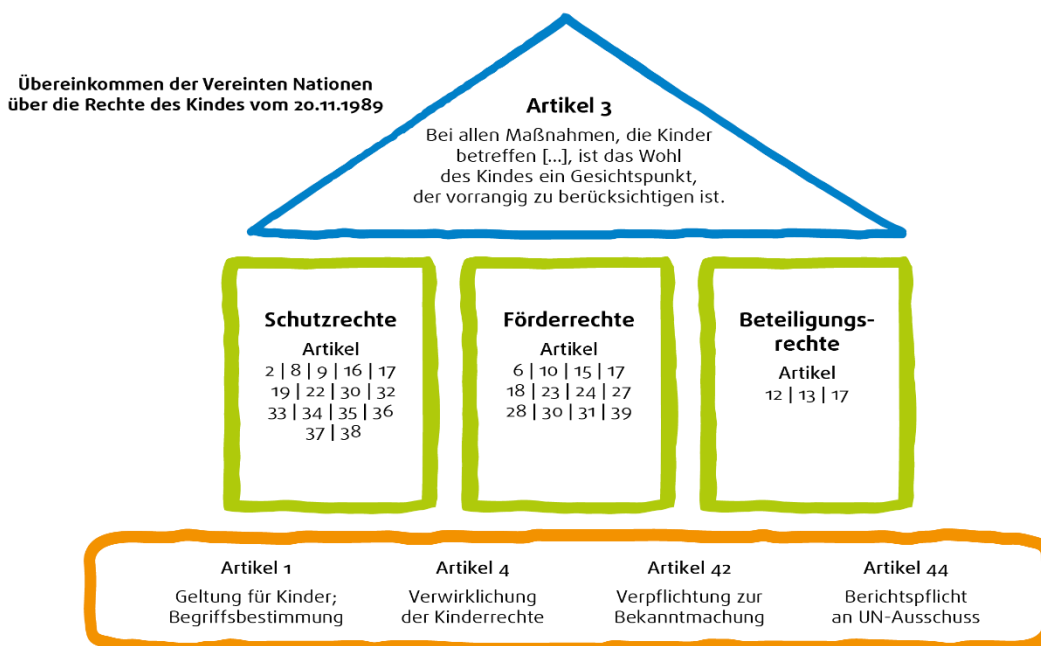 Übereinkommen der Vereinten Nationen
über die Rechte des Kindes vom 20.11.1989
Artikel 3
Bei allen Maßnahmen, die Kinder
betreffen [...], ist das Wohl
des Kindes ein Gesichtspunkt,
der vorrangig zu berücksichtigen ist.
Schutzrechte
Artikel
2 | 8 | 9 | 16 | 17
19 | 22 | 30 | 32
33 | 34 | 35 | 36
37 | 38
Förderrechte
Artikel
6 | 10 | 15 | 17
18 | 23 | 24 | 27
28 | 30 | 31 | 39
Beteiligungs-
rechte
Artikel
12 | 13 | 17
Artikel 1
Geltung für Kinder;
Begriffsbestimmung
Artikel 4
Verwirklichung
der Kinderrechte
Artikel 42
Verpflichtung zur
Bekanntmachung
Artikel 44
Berichtspflicht
an UN-Ausschuss